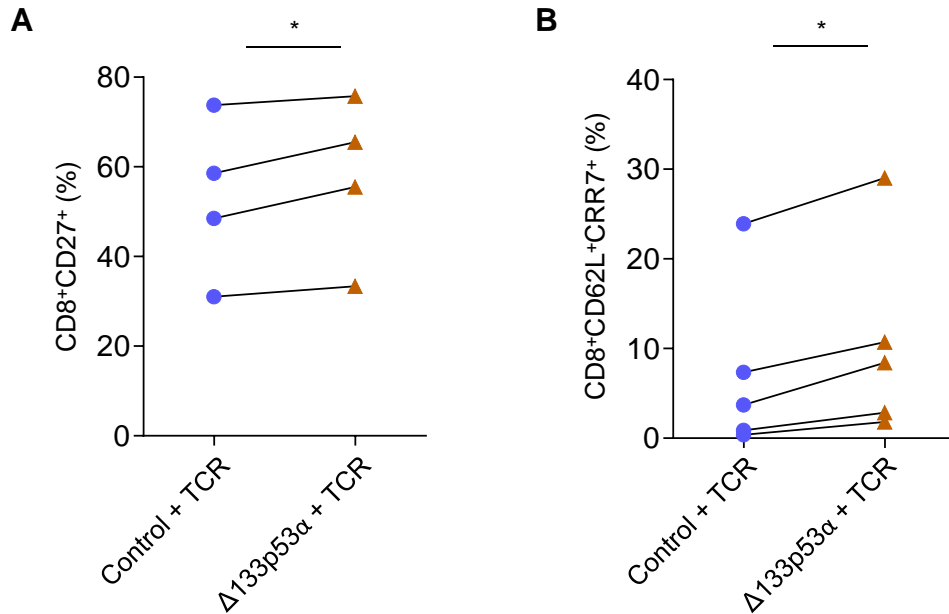 A
*
CD8⁺CD27⁺ (%)
80
60
40
20
0
Control + TCR
Δ133p53α + TCR
B
*
CD8⁺CD62L⁺CRR7⁺ (%)
40
30
20
10
0
Control + TCR
Δ133p53α + TCR